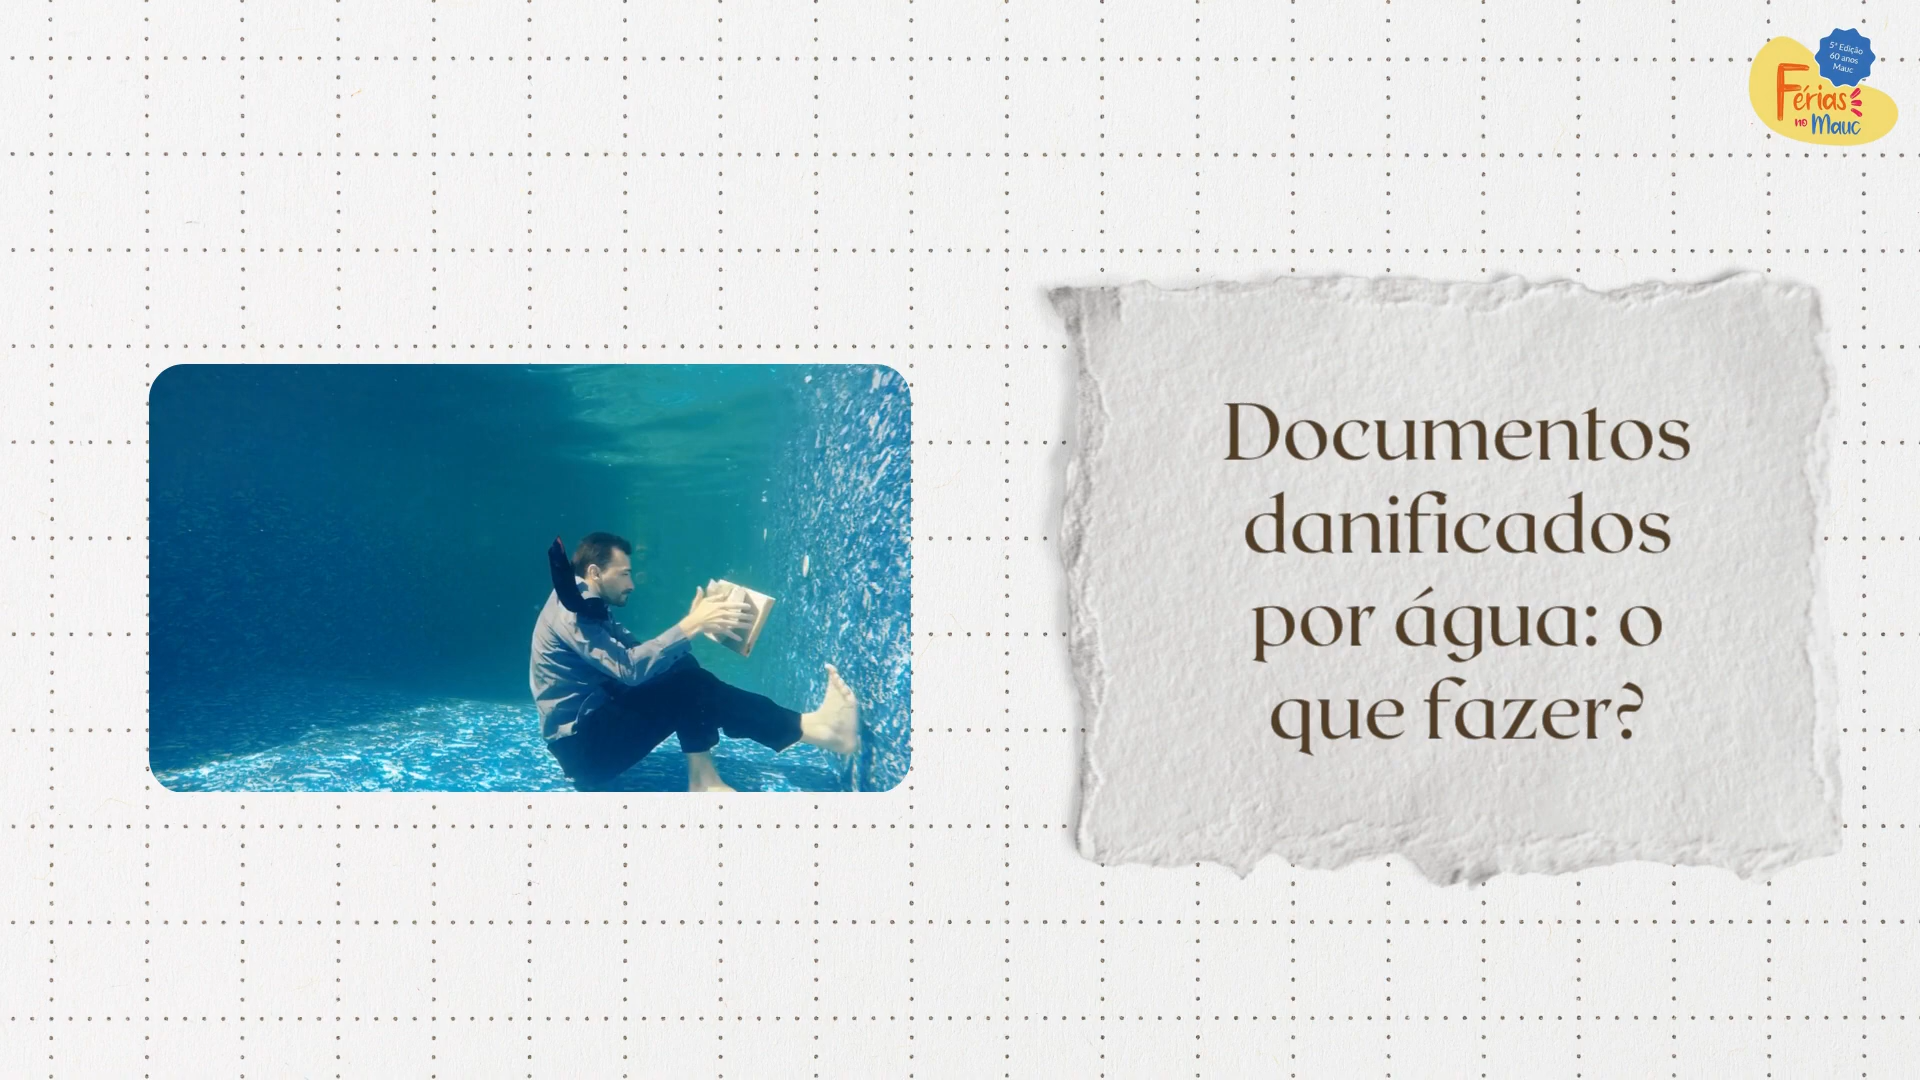 5ª Edição
60 anos
Mauc
Férias
no Mauc
Documentos
danificados
por água: o
que fazer?